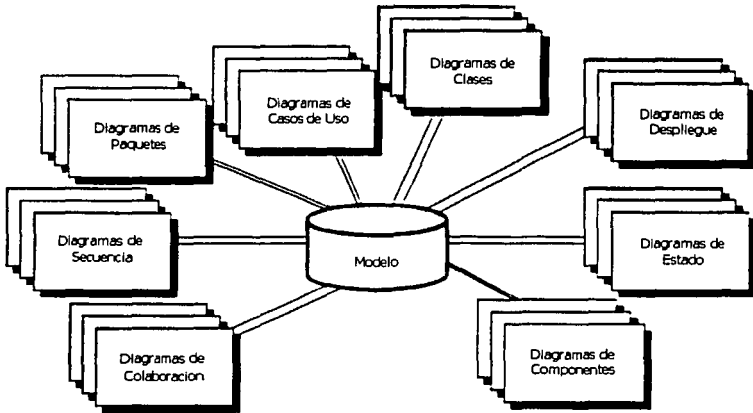 Diagramas de
Clases
Diagramas de
Casos de Uso
Diagramas de
Paquetes
Diagramas de
Despliegue
Diagramas de
Secuencia
Modelo
Diagramas de
Estado
Diagramas de
Colaboracion
Diagramas de
Componentes